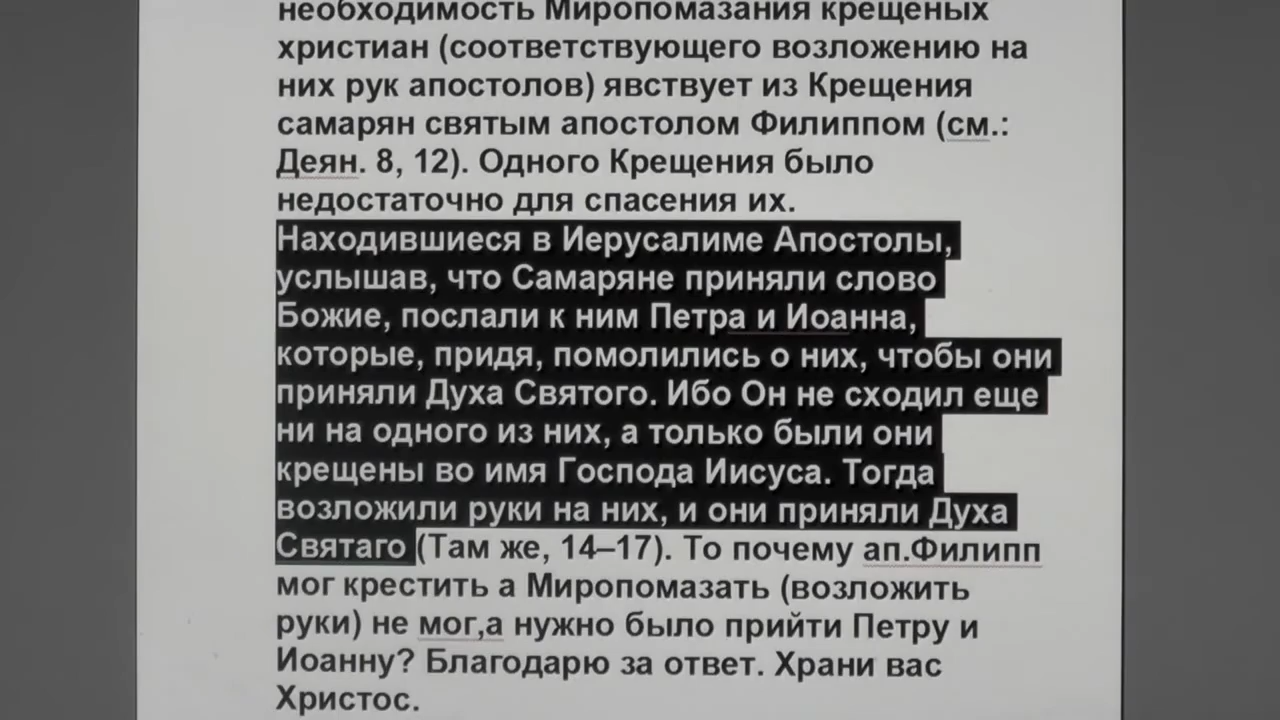 необходимость Миропомазания крещеных
христиан (соответствующего возложению на
них рук апостолов) явствует из Крещения
самарян святым апостолом Филиппом (см.:
Деян. 8, 12). Одного Крещения было
недостаточно для спасения их.
Находившиеся в Иерусалиме Апостолы,
услышав, что Самаряне приняли слово
Божие, послали к ним Петра и Иоанна,
которые, придя, помолились о них, чтобы они
приняли Духа Святого. Ибо Он не сходил еще
ни на одного из них, а только были они
крещены во имя Господа Иисуса. Тогда
возложили руки на них, и они приняли Духа
Святаго (Там же, 14–17). То почему ап.Филипп
мог крестить а Миропомазать (возложить
руки) не мог,а нужно было прийти Петру и
Иоанну? Благодарю за ответ. Храни вас
Христос.